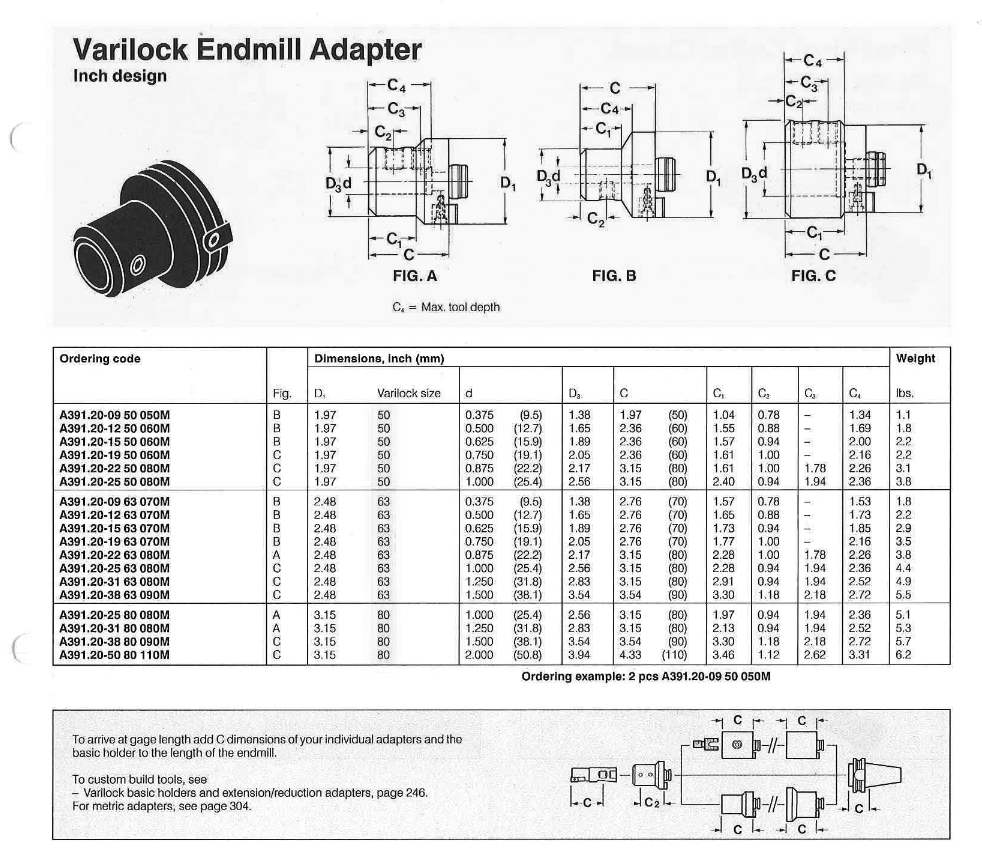 Varilock Endmill Adapter
Inch design
C4 C3 C2 D3 d D1 C1 C
FIG. A
C C4 C1 D3 d D1 C2
FIG. B
C4 C3 C2 D3 d D1 C1 C
FIG. C
C4 = Max. tool depth
Ordering code Dimensions, inch (mm) Weight
Fig. D1 Varilock size d D3 C C1 C2 C3 C4 lbs.
A391.20-09 50 050M B 1.97 50 0.375 (9.5) 1.38 1.97 (50) 1.04 0.78 – 1.34 1.1
A391.20-12 50 060M B 1.97 50 0.500 (12.7) 1.65 2.36 (60) 1.55 0.88 – 1.69 1.8
A391.20-15 50 060M B 1.97 50 0.625 (15.9) 1.89 2.36 (60) 1.57 0.94 – 2.00 2.2
A391.20-19 50 060M C 1.97 50 0.750 (19.1) 2.05 2.36 (60) 1.61 1.00 – 2.16 2.2
A391.20-22 50 080M C 1.97 50 0.875 (22.2) 2.17 3.15 (80) 1.61 1.00 1.78 2.26 3.1
A391.20-25 50 080M C 1.97 50 1.000 (25.4) 2.56 3.15 (80) 2.40 0.94 1.94 2.36 3.8
A391.20-09 63 070M B 2.48 63 0.375 (9.5) 1.38 2.76 (70) 1.57 0.78 – 1.53 1.8
A391.20-12 63 070M B 2.48 63 0.500 (12.7) 1.65 2.76 (70) 1.65 0.88 – 1.73 2.2
A391.20-15 63 070M B 2.48 63 0.625 (15.9) 1.89 2.76 (70) 1.73 0.94 – 1.85 2.9
A391.20-19 63 070M B 2.48 63 0.750 (19.1) 2.05 2.76 (70) 1.77 1.00 – 2.16 3.5
A391.20-22 63 080M A 2.48 63 0.875 (22.2) 2.17 3.15 (80) 2.28 1.00 1.78 2.26 3.8
A391.20-25 63 080M C 2.48 63 1.000 (25.4) 2.56 3.15 (80) 2.28 0.94 1.94 2.36 4.4
A391.20-31 63 080M C 2.48 63 1.250 (31.8) 2.83 3.15 (80) 2.91 0.94 1.94 2.52 4.9
A391.20-38 63 090M C 2.48 63 1.500 (38.1) 3.54 3.54 (90) 3.30 1.18 2.18 2.72 5.5
A391.20-25 80 080M A 3.15 80 1.000 (25.4) 2.56 3.15 (80) 1.97 0.94 1.94 2.36 5.1
A391.20-31 80 080M A 3.15 80 1.250 (31.8) 2.83 3.15 (80) 2.13 0.94 1.94 2.52 5.3
A391.20-38 80 090M C 3.15 80 1.500 (38.1) 3.54 3.54 (90) 3.30 1.18 2.18 2.72 5.7
A391.20-50 80 110M C 3.15 80 2.000 (50.8) 3.94 4.33 (110) 3.46 1.12 2.62 3.31 6.2
Ordering example: 2 pcs A391.20-09 50 050M
To arrive at gage length add C dimensions of your individual adapters and the
basic holder to the length of the endmill.
To custom build tools, see
– Varilock basic holders and extension/reduction adapters, page 246.
For metric adapters, see page 304.
C C
C C2 C
C C